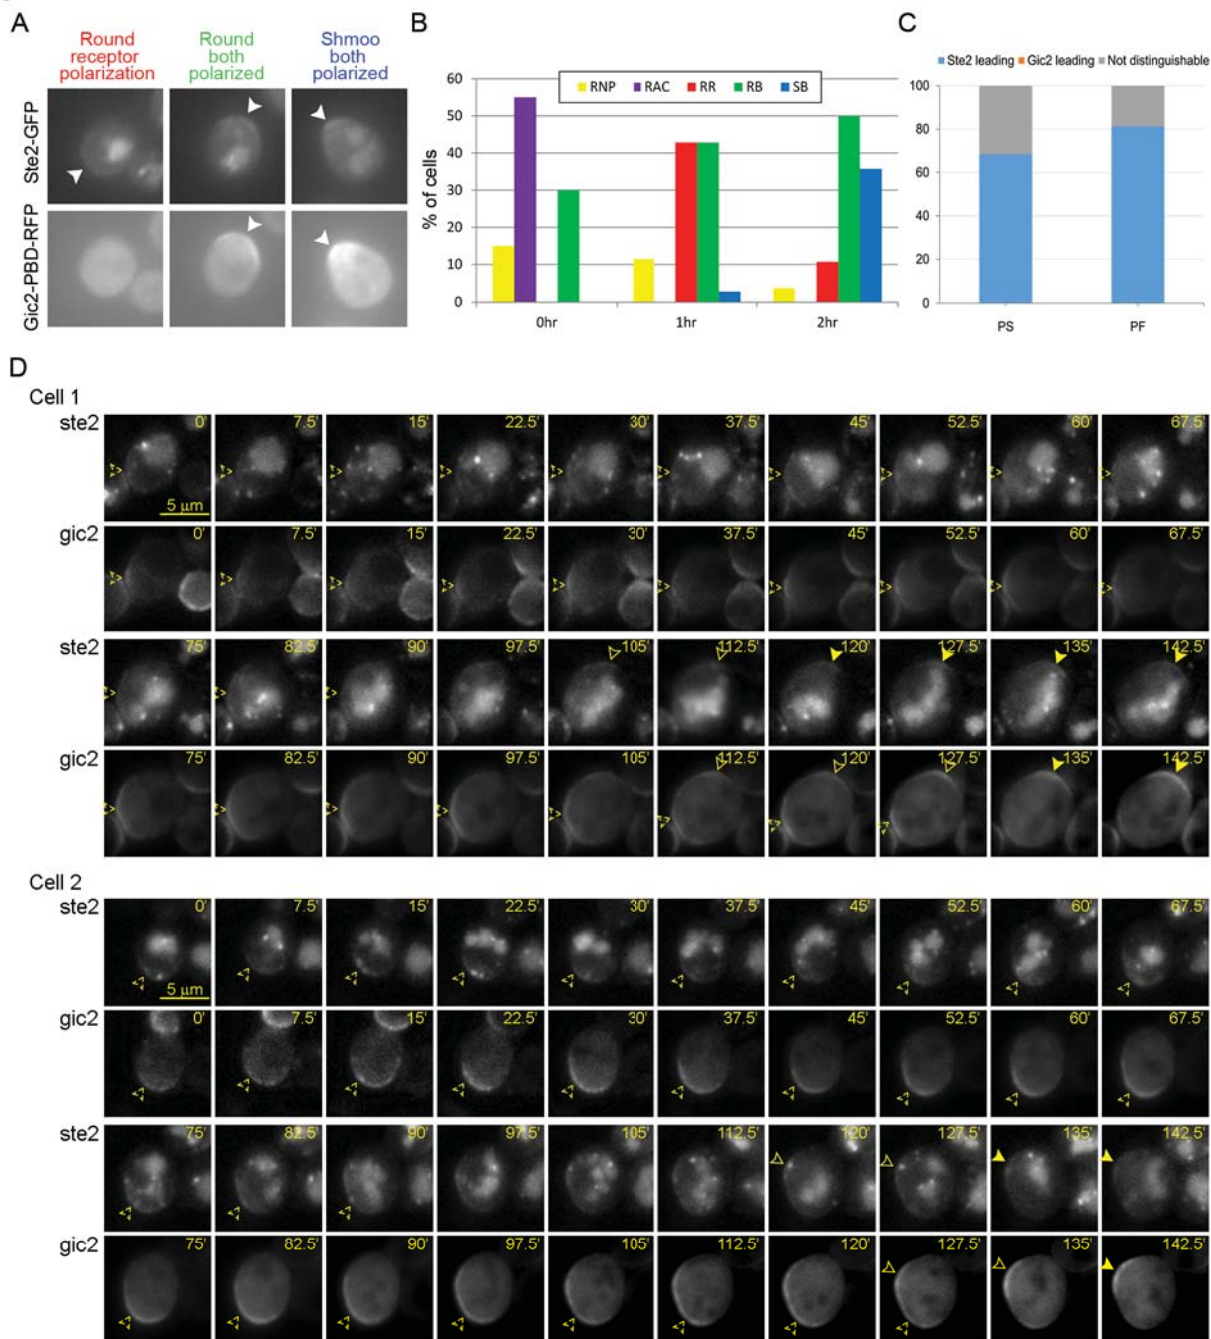 A
Round
receptor
polarization
Round
both
polarized
Shmoo
both
polarized
Ste2-GFP
Gic2-PBD-RFP
B
RNP RAC RR RB SB
% of cells
60
50
40
30
20
10
0
0hr 1hr 2hr
C
Ste2 leading Gic2 leading Not distinguishable
100
80
60
40
20
0
PS PF
D
Cell 1
ste2 0' 7.5' 15' 22.5' 30' 37.5' 45' 52.5' 60' 67.5'
5 µm
gic2 0' 7.5' 15' 22.5' 30' 37.5' 45' 52.5' 60' 67.5'
ste2 75' 82.5' 90' 97.5' 105' 112.5' 120' 127.5' 135' 142.5'
gic2 75' 82.5' 90' 97.5' 105' 112.5' 120' 127.5' 135' 142.5'
Cell 2
ste2 0' 7.5' 15' 22.5' 30' 37.5' 45' 52.5' 60' 67.5'
5 µm
gic2 0' 7.5' 15' 22.5' 30' 37.5' 45' 52.5' 60' 67.5'
ste2 75' 82.5' 90' 97.5' 105' 112.5' 120' 127.5' 135' 142.5'
gic2 75' 82.5' 90' 97.5' 105' 112.5' 120' 127.5' 135' 142.5'